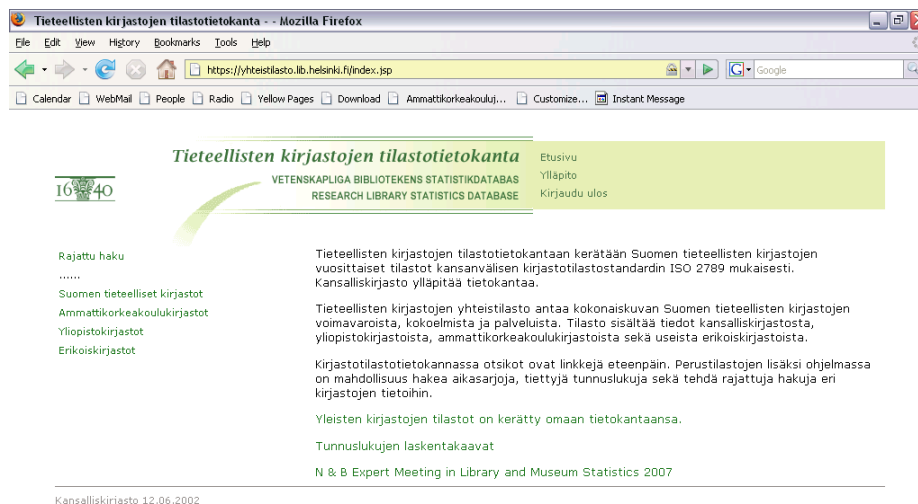 Tieteellisten kirjastojen tilastotietokanta - - Mozilla Firefox
File Edit View History Bookmarks Tools Help
https://yhteistilasto.lib.helsinki.fi/index.jsp
G Google
Calendar WebMail People Radio Yellow Pages Download Ammattikorkeakouluj... Customize... Instant Message
Tieteellisten kirjastojen tilastotietokanta
VETENSKAPLIGA BIBLIOTEKENS STATISTIKDATABAS
RESEARCH LIBRARY STATISTICS DATABASE
Etusivu
Ylläpito
Kirjaudu ulos
16 40
Rajattu haku
......
Suomen tieteelliset kirjastot
Ammattikorkeakoulukirjastot
Yliopistokirjastot
Erikoiskirjastot
Tieteellisten kirjastojen tilastotietokantaan kerätään Suomen tieteellisten kirjastojen
vuosittaiset tilastot kansanvälisen kirjastotilastostandardin ISO 2789 mukaisesti.
Kansalliskirjasto ylläpitää tietokantaa.
Tieteellisten kirjastojen yhteistilasto antaa kokonaiskuvan Suomen tieteellisten kirjastojen
voimavaroista, kokoelmista ja palveluista. Tilasto sisältää tiedot kansalliskirjastosta,
yliopistokirjastoista, ammattikorkeakoulukirjastoista sekä useista erikoiskirjastoista.
Kirjastotilastotietokannassa otsikot ovat linkkejä eteenpäin. Perustilastojen lisäksi ohjelmassa
on mahdollisuus hakea aikasarjoja, tiettyjä tunnuslukuja sekä tehdä rajattuja hakuja eri
kirjastojen tietoihin.
Yleisten kirjastojen tilastot on kerätty omaan tietokantaansa.
Tunnuslukujen laskentakaavat
N & B Expert Meeting in Library and Museum Statistics 2007
Kansalliskirjasto 12.06.2002